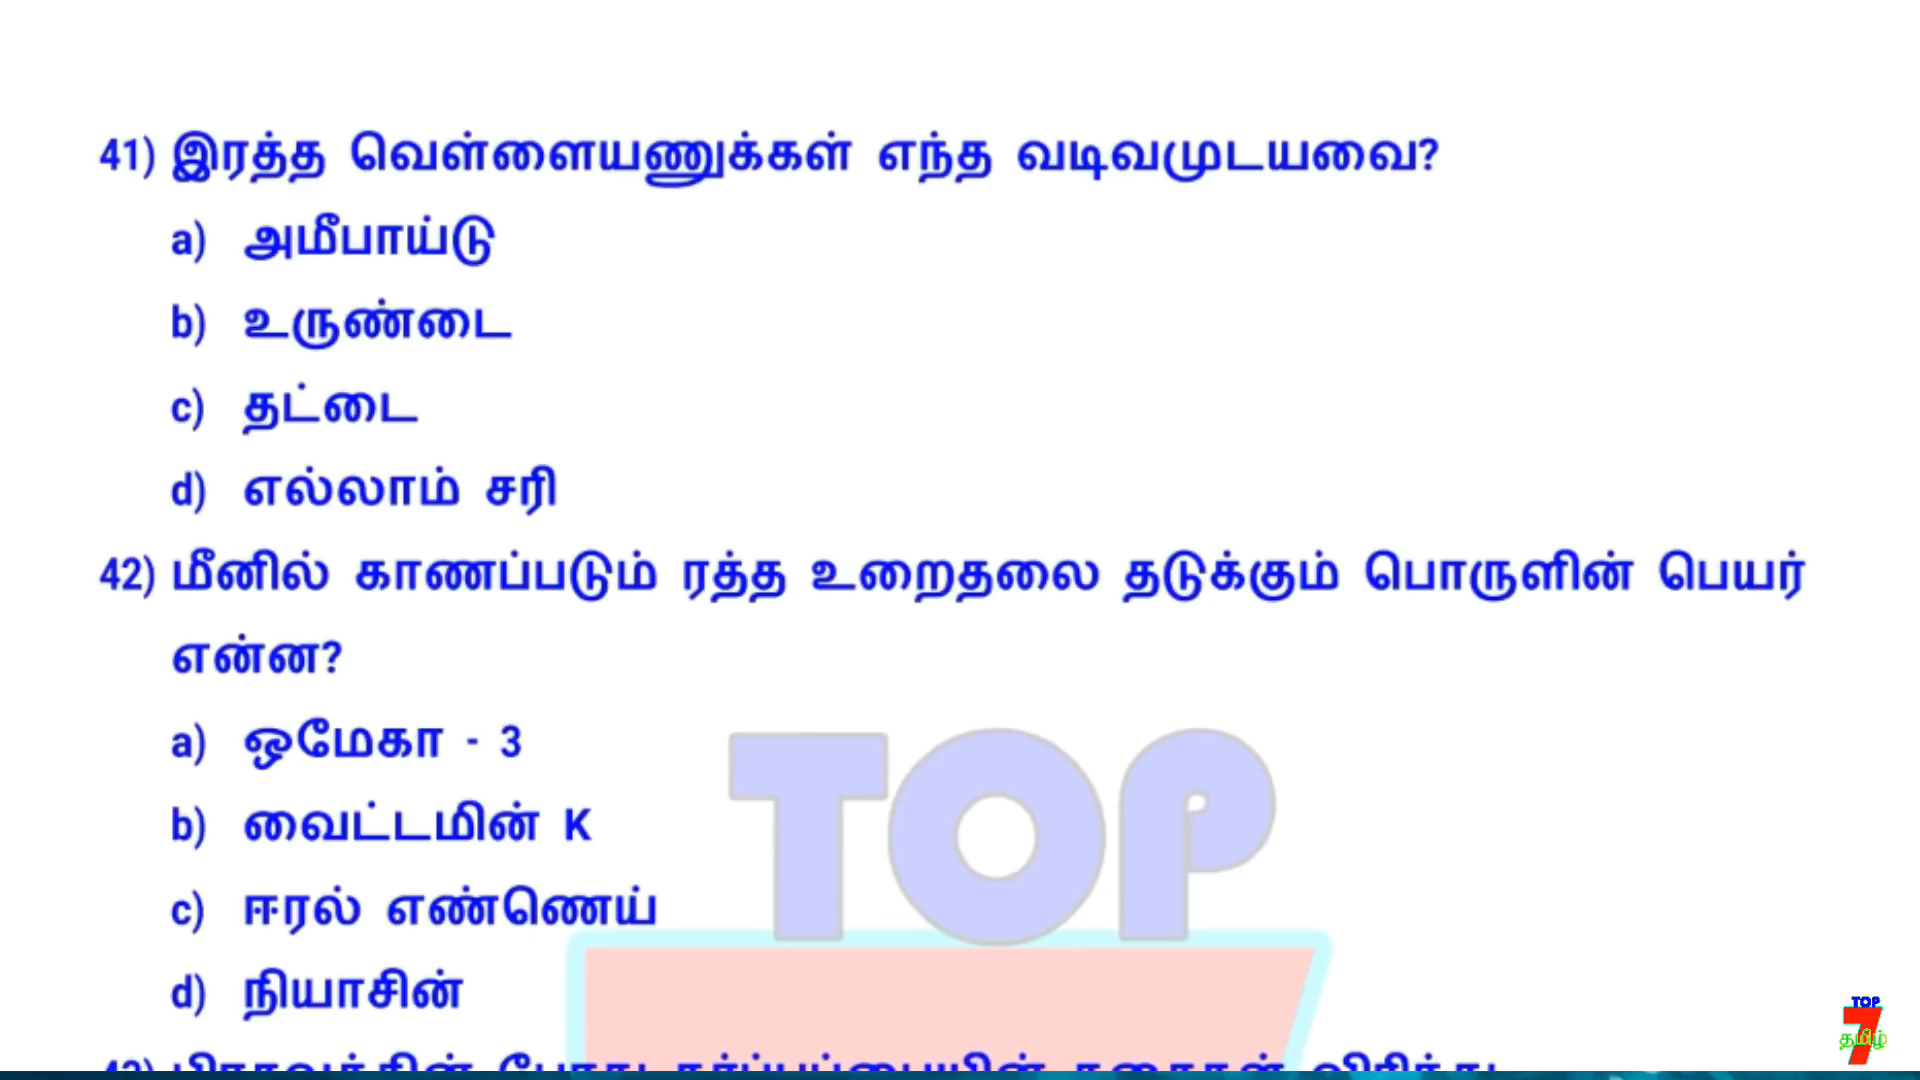 41) இரத்த வெள்ளையணுக்கள் எந்த வடிவமுடயவை?
a) அமீபாய்டு
b) உருண்டை
c) தட்டை
d) எல்லாம் சரி
42) மீனில் காணப்படும் ரத்த உறைதலை தடுக்கும் பொருளின் பெயர்
என்ன?
a) ஒமேகா - 3
b) வைட்டமின் K
c) ஈரல் எண்ணெய்
d) நியாசின்
TOP
TOP
7
தமிழ்